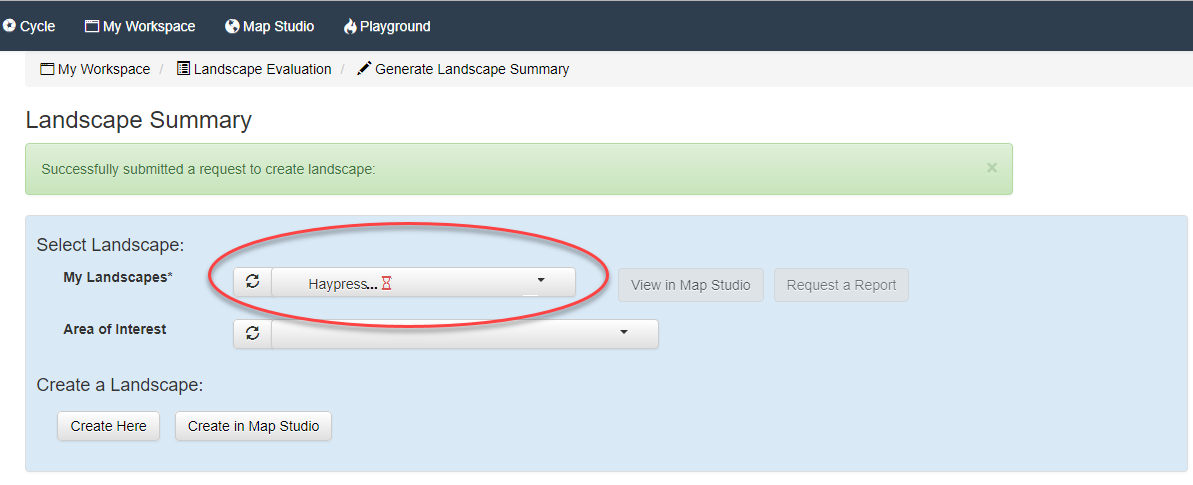 Cycle My Workspace Map Studio Playground
My Workspace / Landscape Evaluation / Generate Landscape Summary
Landscape Summary
Successfully submitted a request to create landscape: ×
Select Landscape:
My Landscapes* Haypress... View in Map Studio Request a Report
Area of Interest
Create a Landscape:
Create Here Create in Map Studio